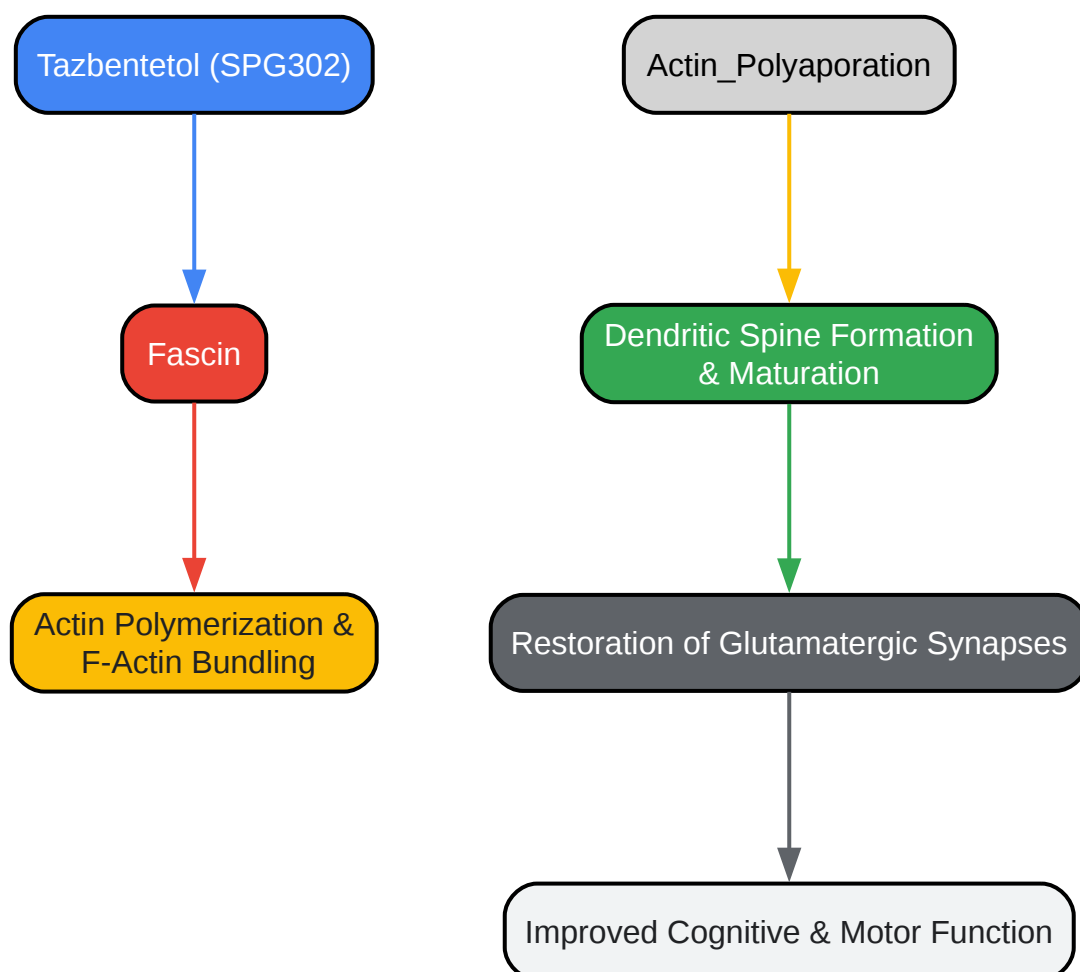 Tazbentetol (SPG302)
Actin_Polyaporation
Fascin
Dendritic Spine Formation
& Maturation
Actin Polymerization &
F-Actin Bundling
Restoration of Glutamatergic Synapses
Improved Cognitive & Motor Function